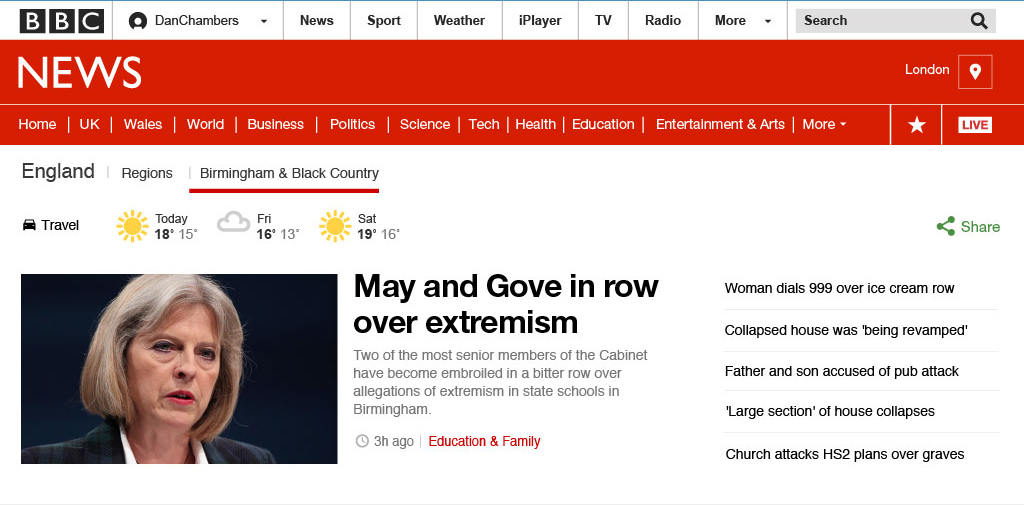 BBC DanChambers News Sport Weather iPlayer TV Radio More Search
NEWS London
Home UK Wales World Business Politics Science Tech Health Education Entertainment & Arts More LIVE
England Regions Birmingham & Black Country
Travel
Today
18° 15°
Fri
16° 13°
Sat
19° 16°
Share
May and Gove in row
over extremism
Two of the most senior members of the Cabinet
have become embroiled in a bitter row over
allegations of extremism in state schools in
Birmingham.
3h ago Education & Family
Woman dials 999 over ice cream row
Collapsed house was 'being revamped'
Father and son accused of pub attack
'Large section' of house collapses
Church attacks HS2 plans over graves